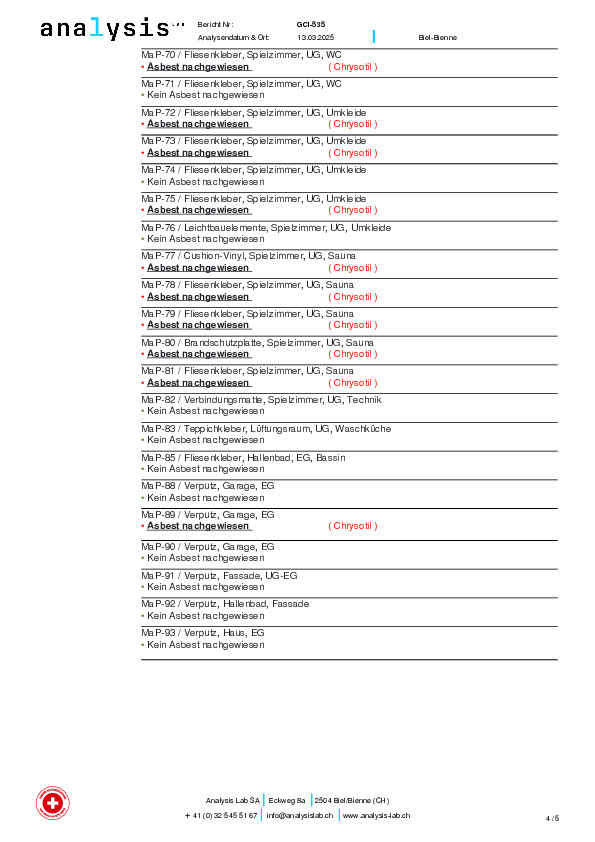 analysis
Bericht Nr: GCI-535
Analysendatum & Ort: 13.03.2025 Biel-Bienne
MaP-70 / Fliesenkleber, Spielzimmer, UG, WC
• Asbest nachgewiesen ( Chrysotil )
MaP-71 / Fliesenkleber, Spielzimmer, UG, WC
• Kein Asbest nachgewiesen
MaP-72 / Fliesenkleber, Spielzimmer, UG, Umkleide
• Asbest nachgewiesen ( Chrysotil )
MaP-73 / Fliesenkleber, Spielzimmer, UG, Umkleide
• Asbest nachgewiesen ( Chrysotil )
MaP-74 / Fliesenkleber, Spielzimmer, UG, Umkleide
• Kein Asbest nachgewiesen
MaP-75 / Fliesenkleber, Spielzimmer, UG, Umkleide
• Asbest nachgewiesen ( Chrysotil )
MaP-76 / Leichtbauelemente, Spielzimmer, UG, Umkleide
• Kein Asbest nachgewiesen
MaP-77 / Cushion-Vinyl, Spielzimmer, UG, Sauna
• Asbest nachgewiesen ( Chrysotil )
MaP-78 / Fliesenkleber, Spielzimmer, UG, Sauna
• Asbest nachgewiesen ( Chrysotil )
MaP-79 / Fliesenkleber, Spielzimmer, UG, Sauna
• Asbest nachgewiesen ( Chrysotil )
MaP-80 / Brandschutzplatte, Spielzimmer, UG, Sauna
• Asbest nachgewiesen ( Chrysotil )
MaP-81 / Fliesenkleber, Spielzimmer, UG, Sauna
• Asbest nachgewiesen ( Chrysotil )
MaP-82 / Verbindungsmatte, Spielzimmer, UG, Technik
• Kein Asbest nachgewiesen
MaP-83 / Teppichkleber, Lüftungsraum, UG, Waschküche
• Kein Asbest nachgewiesen
MaP-85 / Fliesenkleber, Hallenbad, EG, Bassin
• Kein Asbest nachgewiesen
MaP-88 / Verputz, Garage, EG
• Kein Asbest nachgewiesen
MaP-89 / Verputz, Garage, EG
• Asbest nachgewiesen ( Chrysotil )
MaP-90 / Verputz, Garage, EG
• Kein Asbest nachgewiesen
MaP-91 / Verputz, Fassade, UG-EG
• Kein Asbest nachgewiesen
MaP-92 / Verputz, Hallenbad, Fassade
• Kein Asbest nachgewiesen
MaP-93 / Verputz, Haus, EG
• Kein Asbest nachgewiesen
Analysis Lab SA | Eckweg 8a | 2504 Biel/Bienne (CH)
+ 41 (0) 32 545 51 67 | info@analysislab.ch | www.analysis-lab.ch
4 / 5